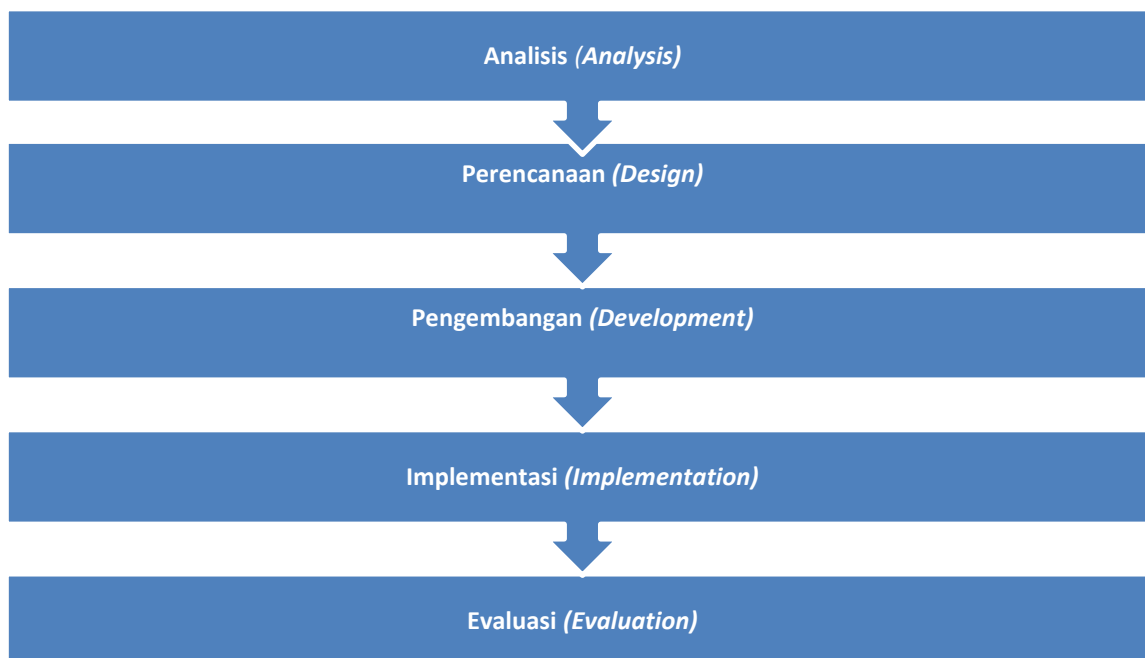 Analisis (Analysis)
Perencanaan (Design)
Pengembangan (Development)
Implementasi (Implementation)
Evaluasi (Evaluation)